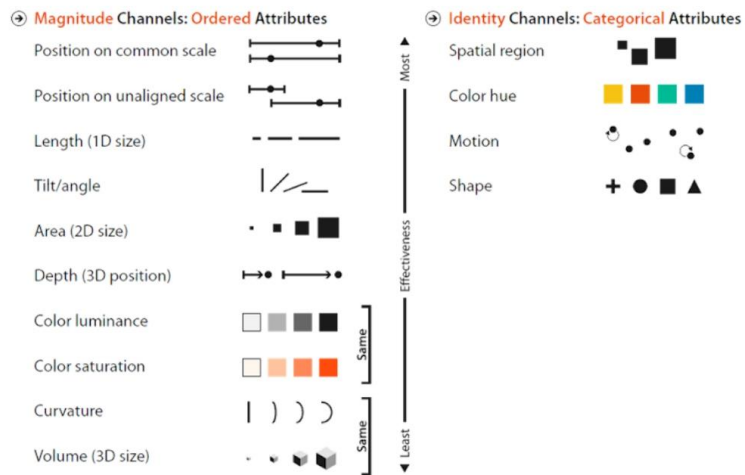 Magnitude Channels: Ordered Attributes
Position on common scale
Position on unaligned scale
Length (1D size)
Tilt/angle
Area (2D size)
Depth (3D position)
Color luminance
Color saturation
Curvature
Volume (3D size)
Same
Same
Most
Effectiveness
Least
Identity Channels: Categorical Attributes
Spatial region
Color hue
Motion
Shape